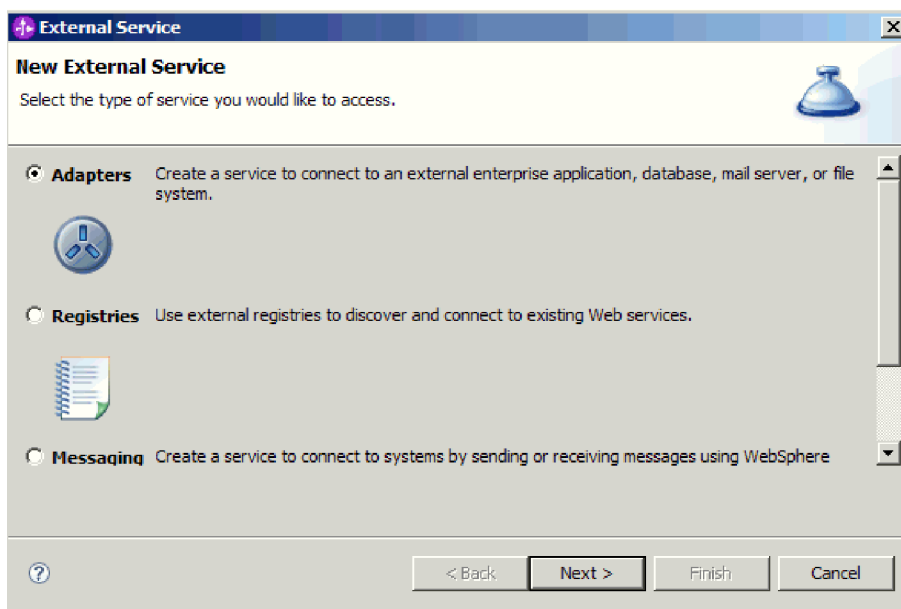 External Service
New External Service
Select the type of service you would like to access.
Adapters Create a service to connect to an external enterprise application, database, mail server, or file
system.
Registries Use external registries to discover and connect to existing Web services.
Messaging Create a service to connect to systems by sending or receiving messages using WebSphere
< Back Next > Finish Cancel